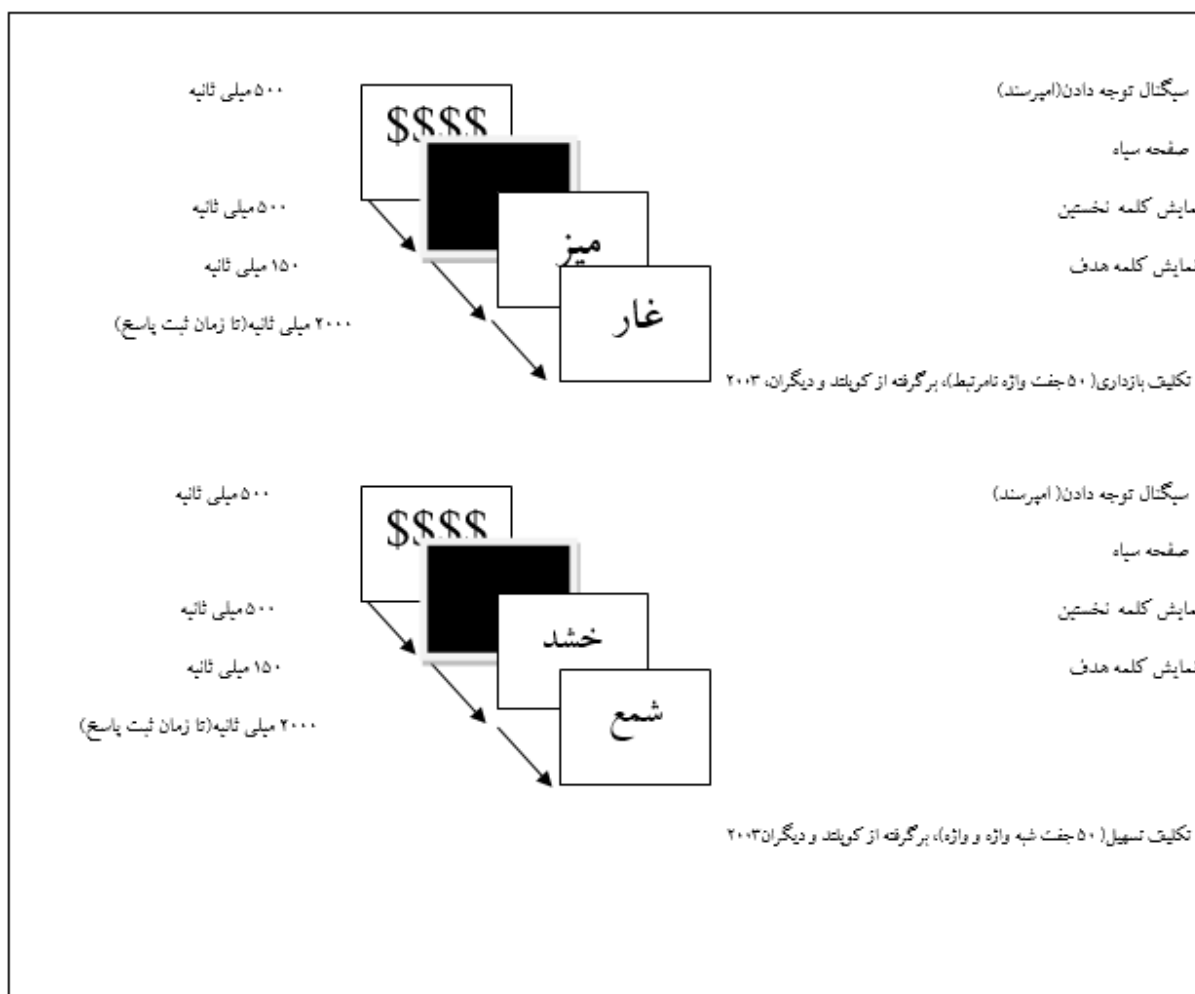 سیگنال توجه دادن(امپرسند) ۵۰۰ میلی ثانیه
$$$$
صفحه سیاه
نمایش کلمه نخستین ۵۰۰ میلی ثانیه
میز
نمایش کلمه هدف ۱۵۰ میلی ثانیه
غار
۲۰۰۰ میلی ثانیه(تا زمان ثبت پاسخ)
تکلیف بازداری( ۵۰ جفت واژه نامرتبط)، برگرفته از کوپلند و دیگران، ۲۰۰۳
سیگنال توجه دادن( امپرسند) ۵۰۰ میلی ثانیه
$$$$
صفحه سیاه
نمایش کلمه نخستین ۵۰۰ میلی ثانیه
خشد
نمایش کلمه هدف ۱۵۰ میلی ثانیه
شمع
۲۰۰۰ میلی ثانیه(تا زمان ثبت پاسخ)
تکلیف تسهیل( ۵۰ جفت شبه واژه و واژه)، برگرفته از کوپلند و دیگران۲۰۰۳